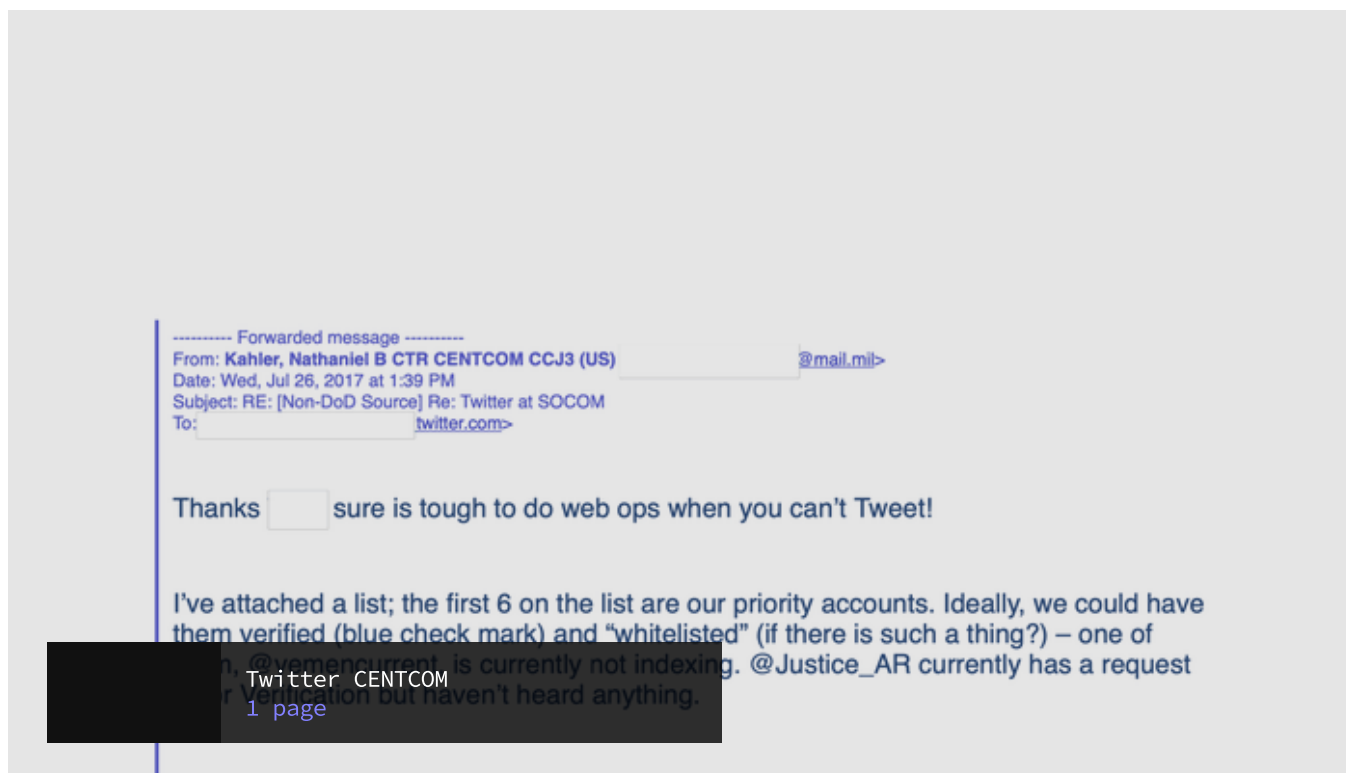 ---------- Forwarded message ----------
From: Kahler, Nathaniel B CTR CENTCOM CCJ3 (US) @mail.mil>
Date: Wed, Jul 26, 2017 at 1:39 PM
Subject: RE: [Non-DoD Source] Re: Twitter at SOCOM
To: twitter.com>
Thanks sure is tough to do web ops when you can’t Tweet!
I’ve attached a list; the first 6 on the list are our priority accounts. Ideally, we could have
them verified (blue check mark) and “whitelisted” (if there is such a thing?) – one of
@yemencurrent, is currently not indexing. @Justice_AR currently has a request
Verification but haven’t heard anything.
Twitter CENTCOM
1 page